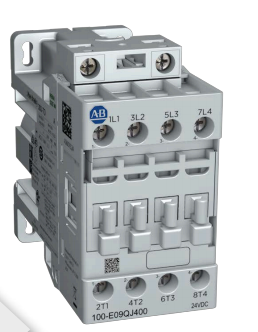 AB
1L1 3L2 5L3 7L4
2T1 4T2 6T3 8T4
100-E09QJ400 24VDC